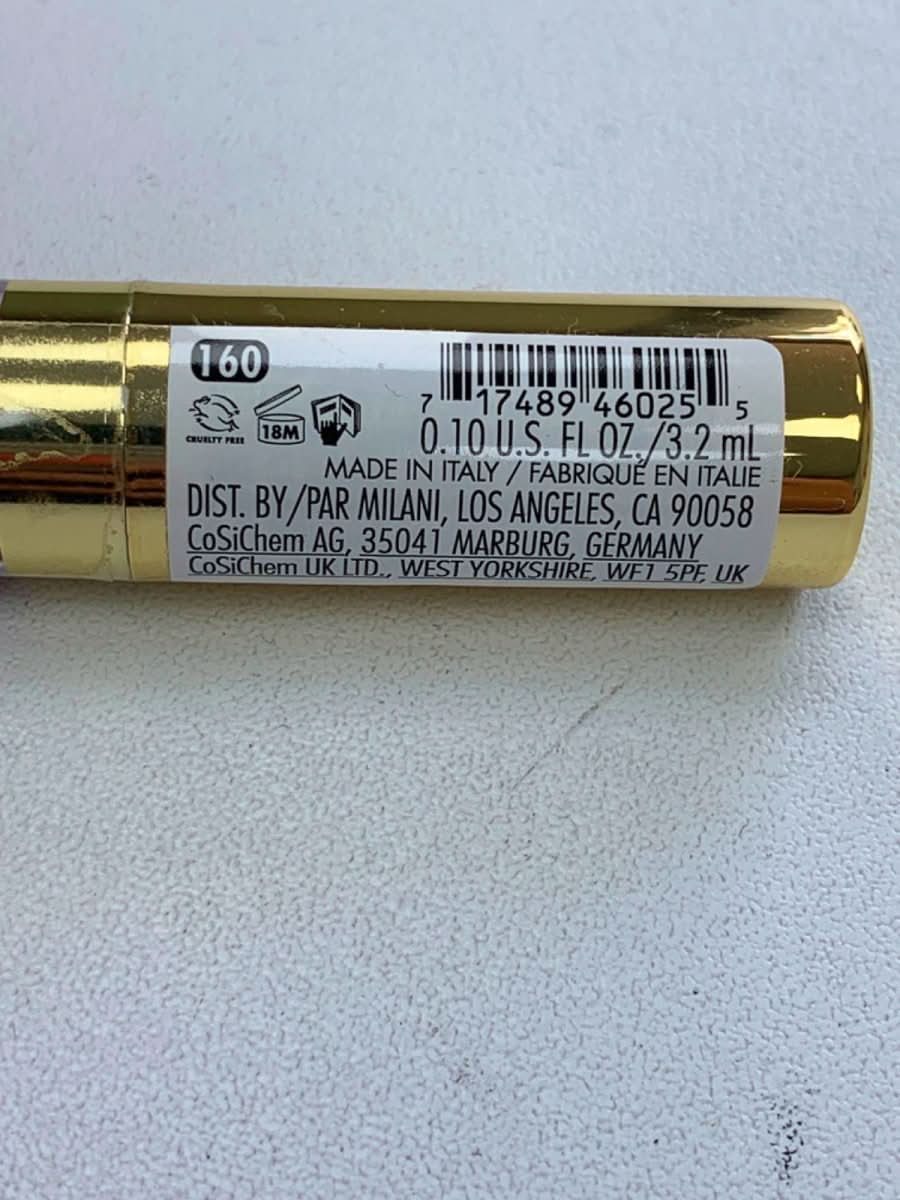 160
7 17489 46025 5
CRUELTY FREE
18M
0.10 U.S. FL OZ./3.2 mL
MADE IN ITALY / FABRIQUÉ EN ITALIE
DIST. BY/PAR MILANI, LOS ANGELES, CA 90058
CoSiChem AG, 35041 MARBURG, GERMANY
CoSiChem UK LTD., WEST YORKSHIRE, WF1 5PF, UK